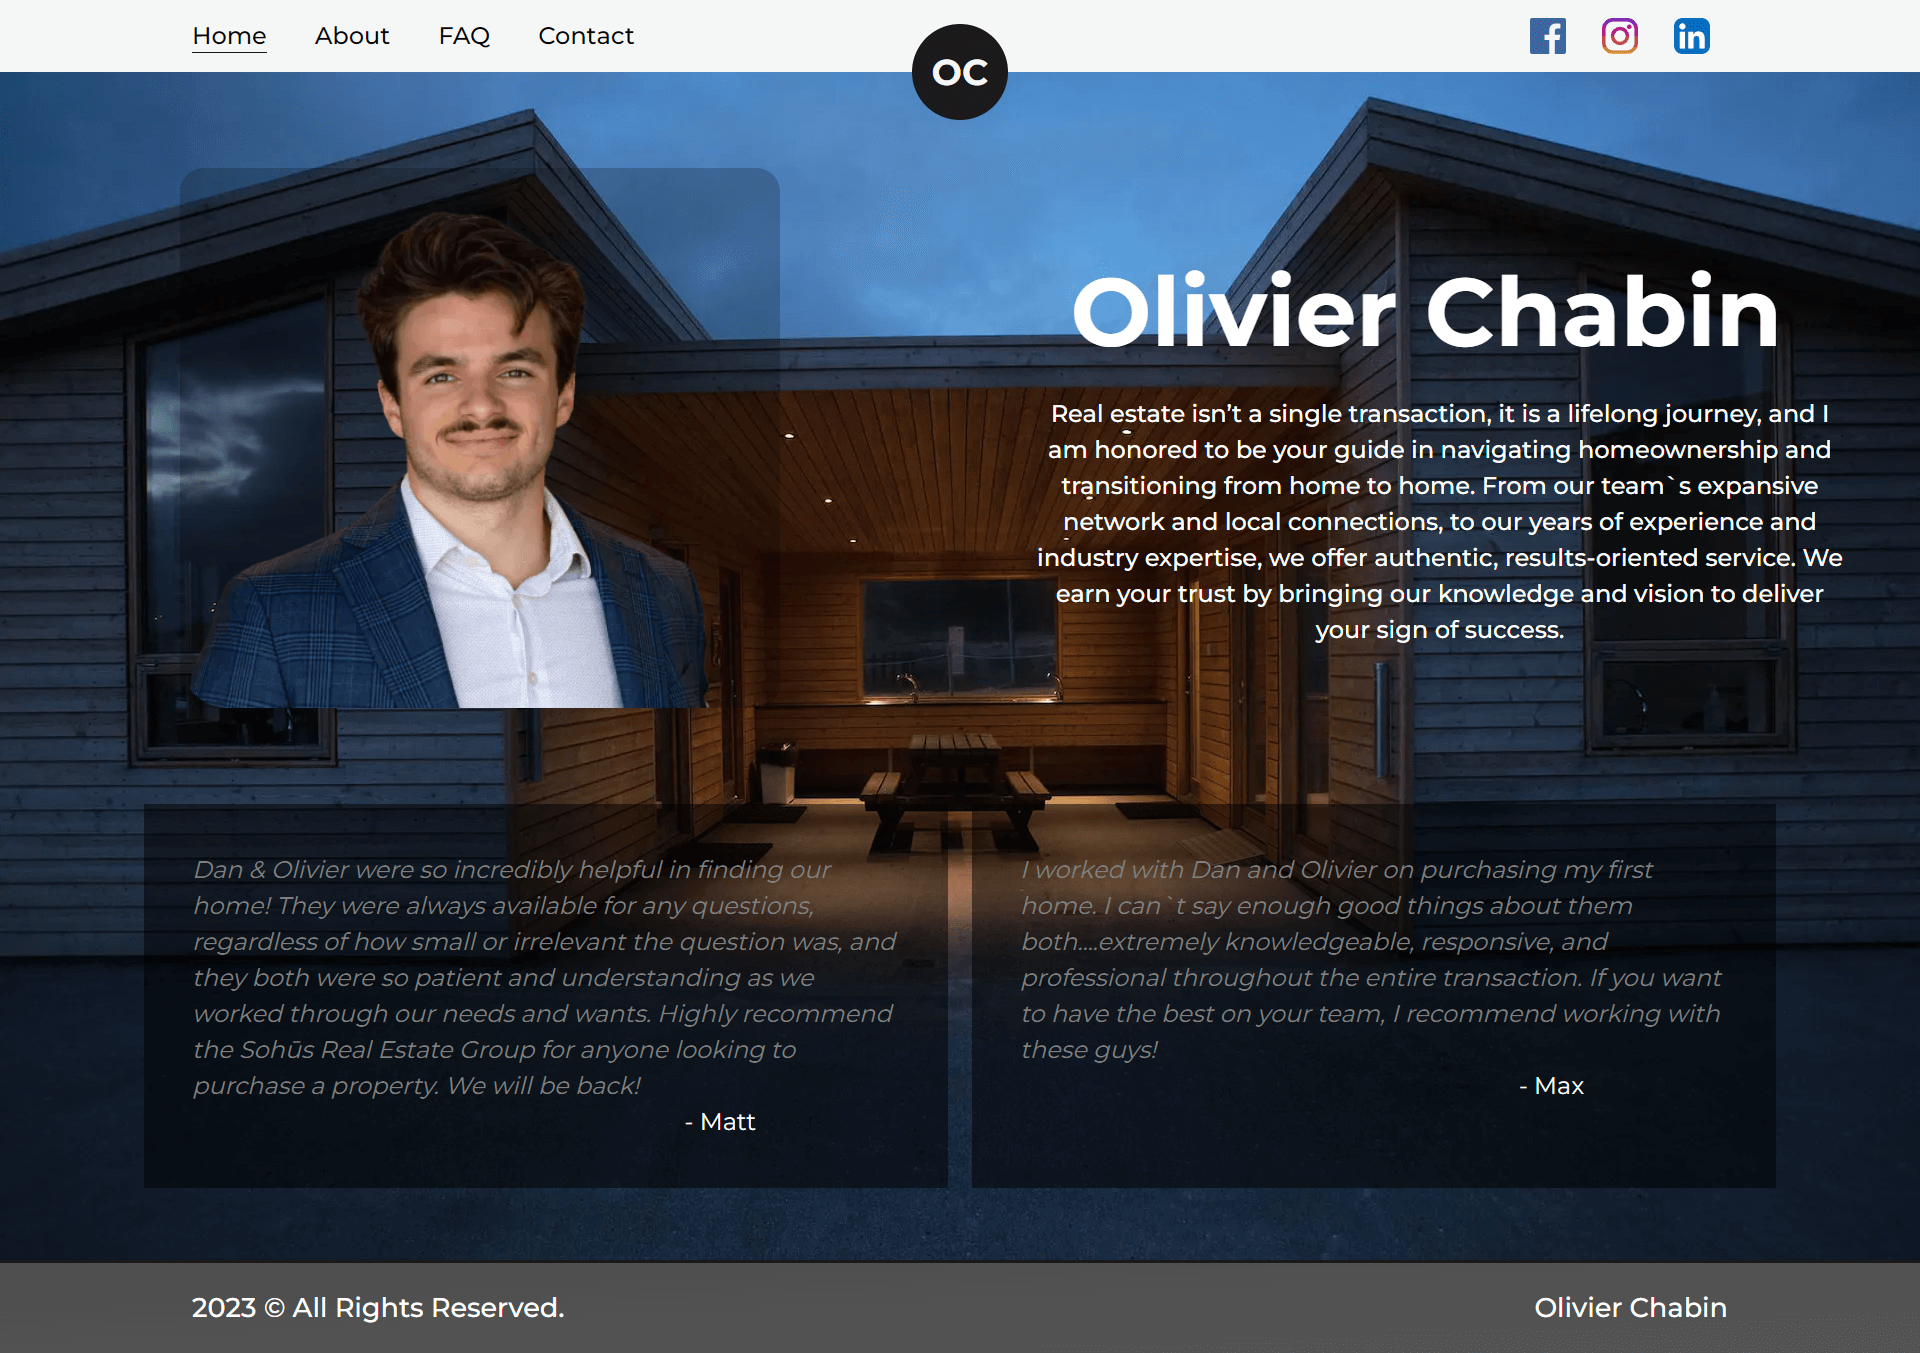 Home About FAQ Contact
OC
Olivier Chabin
Real estate isn’t a single transaction, it is a lifelong journey, and I
am honored to be your guide in navigating homeownership and
transitioning from home to home. From our team`s expansive
network and local connections, to our years of experience and
industry expertise, we offer authentic, results-oriented service. We
earn your trust by bringing our knowledge and vision to deliver
your sign of success.
Dan & Olivier were so incredibly helpful in finding our
home! They were always available for any questions,
regardless of how small or irrelevant the question was, and
they both were so patient and understanding as we
worked through our needs and wants. Highly recommend
the Sohūs Real Estate Group for anyone looking to
purchase a property. We will be back!
- Matt
I worked with Dan and Olivier on purchasing my first
home. I can`t say enough good things about them
both....extremely knowledgeable, responsive, and
professional throughout the entire transaction. If you want
to have the best on your team, I recommend working with
these guys!
- Max
2023 © All Rights Reserved.
Olivier Chabin